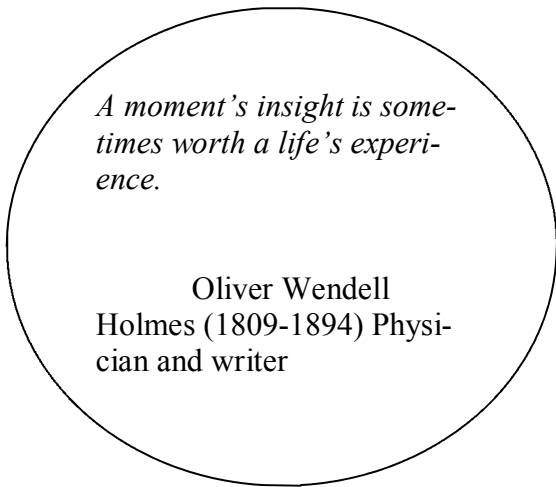 A moment’s insight is some-
times worth a life’s experi-
ence.
Oliver Wendell
Holmes (1809-1894) Physi-
cian and writer